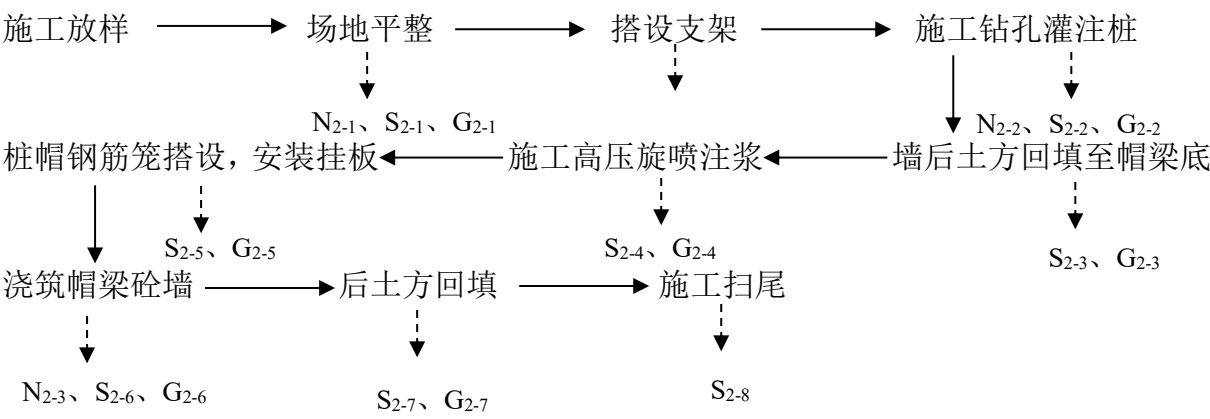 施工放样 场地平整 搭设支架 施工钻孔灌注桩
N2-1、S2-1、G2-1 N2-2、S2-2、G2-2
桩帽钢筋笼搭设，安装挂板 施工高压旋喷注浆 墙后土方回填至帽梁底
S2-5、G2-5 S2-4、G2-4 S2-3、G2-3
浇筑帽梁砼墙 后土方回填 施工扫尾
N2-3、S2-6、G2-6 S2-7、G2-7 S2-8